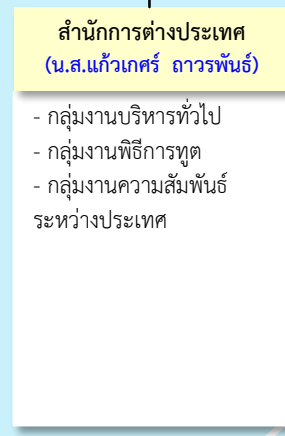 สำนักการต่างประเทศ
(น.ส.แก้วเกศร์ ถาวรพันธ์)
- กลุ่มงานบริหารทั่วไป
- กลุ่มงานพิธีการทูต
- กลุ่มงานความสัมพันธ์
ระหว่างประเทศ